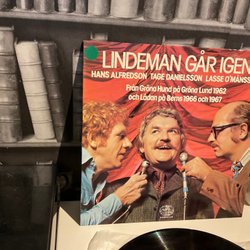 LINDEMAN GÅR IGEN
HANS ALFREDSON TAGE DANIELSSON LASSE O'MÅNSS
Från Gröna Hund på Gröna Lund 1962
och Lådan på Berns 1966 och 1967